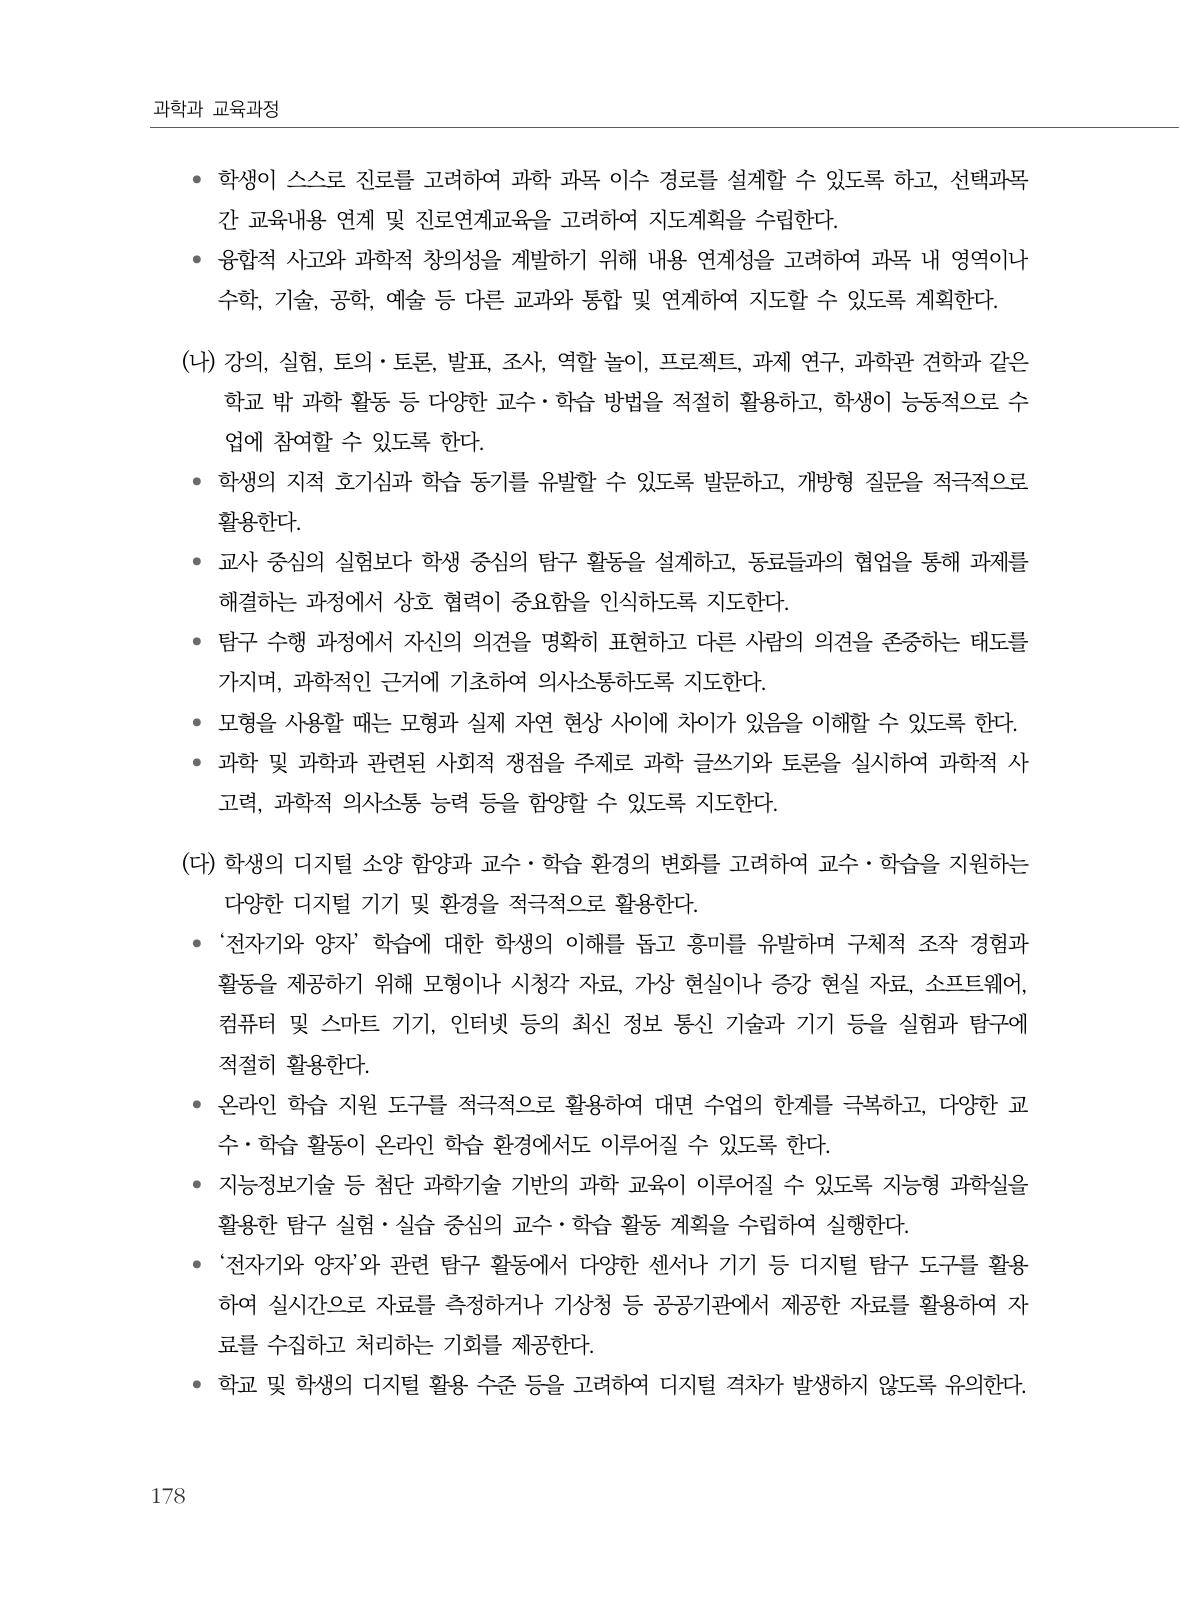 과학과 교육과정
• 학생이 스스로 진로를 고려하여 과학 과목 이수 경로를 설계할 수 있도록 하고, 선택과목
간 교육내용 연계 및 진로연계교육을 고려하여 지도계획을 수립한다.
• 융합적 사고와 과학적 창의성을 계발하기 위해 내용 연계성을 고려하여 과목 내 영역이나
수학, 기술, 공학, 예술 등 다른 교과와 통합 및 연계하여 지도할 수 있도록 계획한다.
(나) 강의, 실험, 토의・토론, 발표, 조사, 역할 놀이, 프로젝트, 과제 연구, 과학관 견학과 같은
학교 밖 과학 활동 등 다양한 교수・학습 방법을 적절히 활용하고, 학생이 능동적으로 수
업에 참여할 수 있도록 한다.
• 학생의 지적 호기심과 학습 동기를 유발할 수 있도록 발문하고, 개방형 질문을 적극적으로
활용한다.
• 교사 중심의 실험보다 학생 중심의 탐구 활동을 설계하고, 동료들과의 협업을 통해 과제를
해결하는 과정에서 상호 협력이 중요함을 인식하도록 지도한다.
• 탐구 수행 과정에서 자신의 의견을 명확히 표현하고 다른 사람의 의견을 존중하는 태도를
가지며, 과학적인 근거에 기초하여 의사소통하도록 지도한다.
• 모형을 사용할 때는 모형과 실제 자연 현상 사이에 차이가 있음을 이해할 수 있도록 한다.
• 과학 및 과학과 관련된 사회적 쟁점을 주제로 과학 글쓰기와 토론을 실시하여 과학적 사
고력, 과학적 의사소통 능력 등을 함양할 수 있도록 지도한다.
(다) 학생의 디지털 소양 함양과 교수・학습 환경의 변화를 고려하여 교수・학습을 지원하는
다양한 디지털 기기 및 환경을 적극적으로 활용한다.
• ‘전자기와 양자’ 학습에 대한 학생의 이해를 돕고 흥미를 유발하며 구체적 조작 경험과
활동을 제공하기 위해 모형이나 시청각 자료, 가상 현실이나 증강 현실 자료, 소프트웨어,
컴퓨터 및 스마트 기기, 인터넷 등의 최신 정보 통신 기술과 기기 등을 실험과 탐구에
적절히 활용한다.
• 온라인 학습 지원 도구를 적극적으로 활용하여 대면 수업의 한계를 극복하고, 다양한 교
수・학습 활동이 온라인 학습 환경에서도 이루어질 수 있도록 한다.
• 지능정보기술 등 첨단 과학기술 기반의 과학 교육이 이루어질 수 있도록 지능형 과학실을
활용한 탐구 실험・실습 중심의 교수・학습 활동 계획을 수립하여 실행한다.
• ‘전자기와 양자’와 관련 탐구 활동에서 다양한 센서나 기기 등 디지털 탐구 도구를 활용
하여 실시간으로 자료를 측정하거나 기상청 등 공공기관에서 제공한 자료를 활용하여 자
료를 수집하고 처리하는 기회를 제공한다.
• 학교 및 학생의 디지털 활용 수준 등을 고려하여 디지털 격차가 발생하지 않도록 유의한다.
178